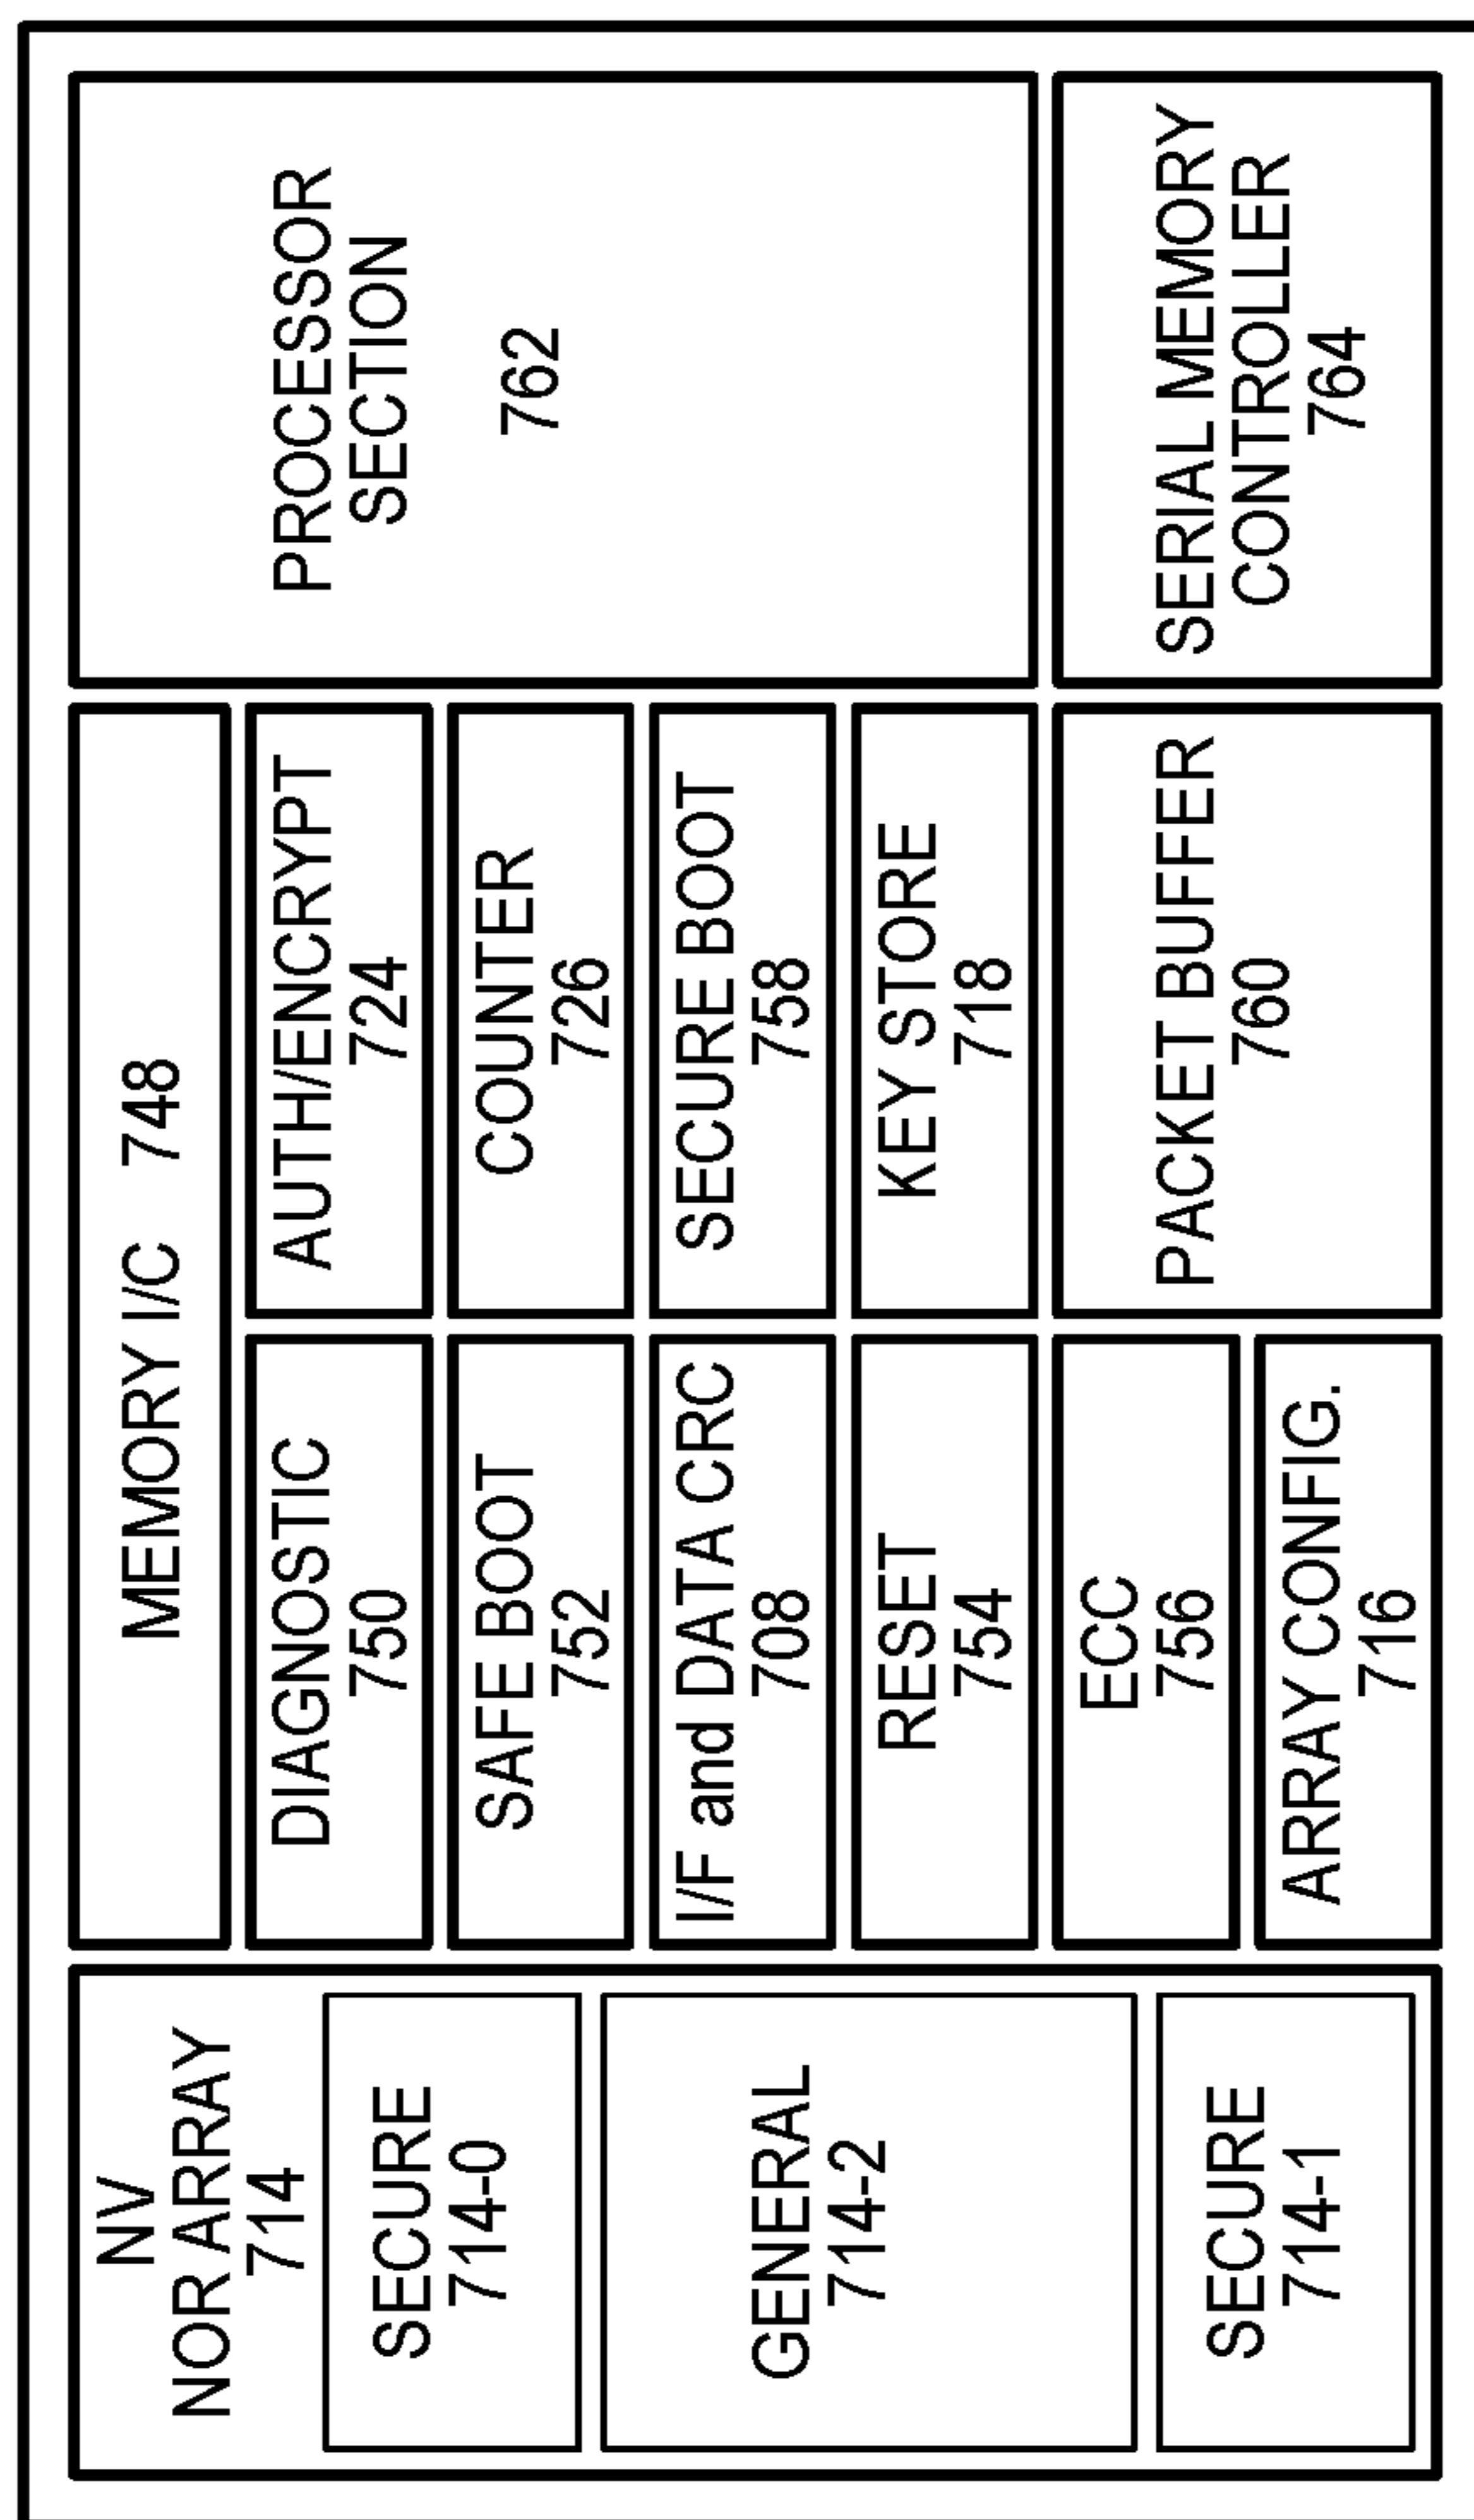 NV
NOR ARRAY
714
SECURE
714-0
GENERAL
714-2
SECURE
714-1
MEMORY I/C 748
DIAGNOSTIC
750
SAFE BOOT
752
I/F and DATA CRC
708
RESET
754
ECC
756
ARRAY CONFIG.
716
AUTH/ENCRYPT
724
COUNTER
726
SECURE BOOT
758
KEY STORE
718
PACKET BUFFER
760
PROCESSOR
SECTION
762
SERIAL MEMORY
CONTROLLER
764